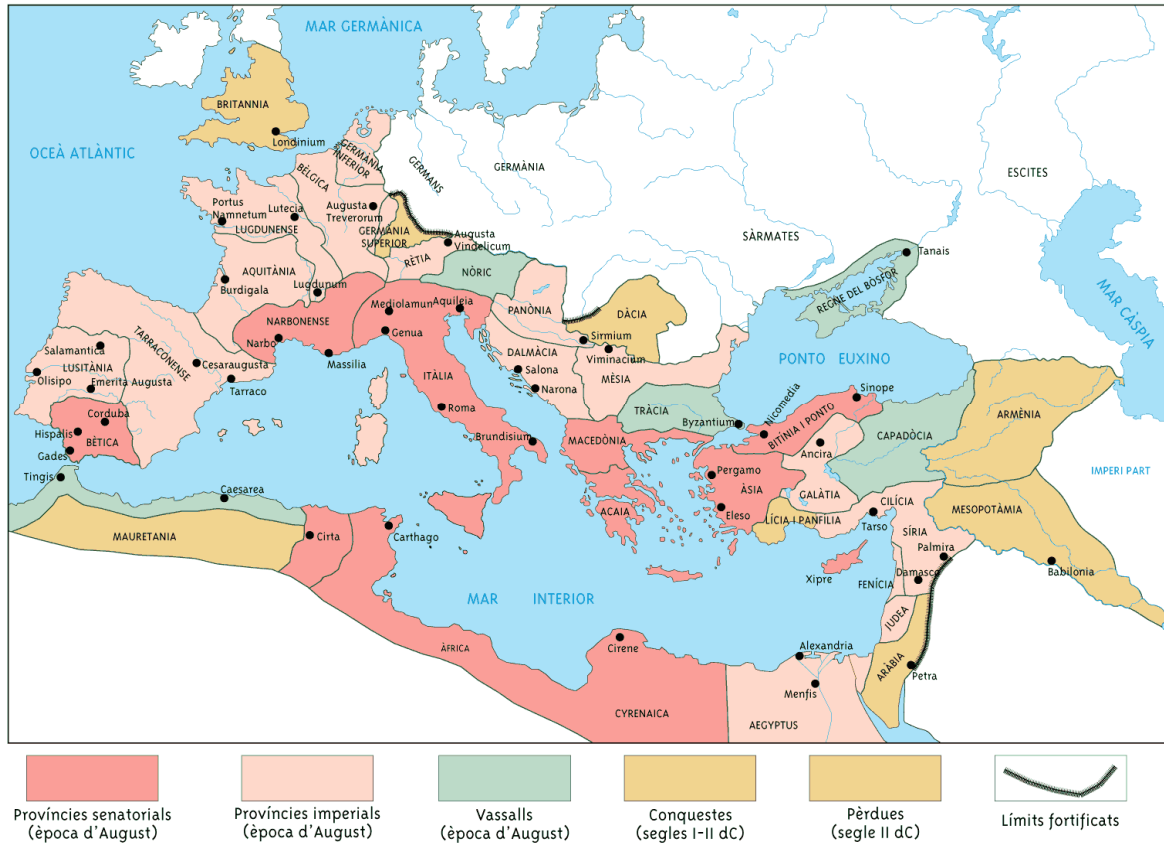 MAR GERMÀNICA
BRITANNIA
Londinium
OCEÀ ATLÀNTIC
GERMÀNIA
INFERIOR
GERMANS
GERMÀNIA
ESCITES
BÈLGICA
Portus
Namnetum
Lutecia
LUGDUNENSE
Augusta
Treverorum
GERMÀNIA
SUPERIOR
Augusta
Vindelicum
SÀRMATES
Tanais
RÈTIA
NÒRIC
AQUITÀNIA
Burdigala
Lugdunum
REGNE DEL BÒSFOR
MAR CÀSPIA
Mediolamun
Aquileia
PANÒNIA
DÀCIA
NARBONENSE
Narbo
Genua
Massilia
Sirmium
Viminacium
TARRACONENSE
Salamantica
LUSITÀNIA
Olisipo
Emerita Augusta
Cesaraugusta
Tarraco
DALMÀCIA
Salona
Narona
MÈSIA
PONTO EUXINO
ITÀLIA
Roma
Brundisium
TRÀCIA
Byzantium
Nicomedia
Sinope
BITINIA I PONTO
ARMÈNIA
Corduba
Hispalis
BÈTICA
Gades
Tingis
MACEDÒNIA
Ancira
CAPADÒCIA
IMPERI PART
Pergamo
ÀSIA
Eleso
GALÀTIA
CILÍCIA
Caesarea
MAURETANIA
Cirta
Carthago
ACAIA
LÍCIA I PANFILIA
Tarso
MESOPOTÀMIA
SÍRIA
Palmira
Babilonia
Xipre
FENÍCIA
Damasco
MAR INTERIOR
JUDEA
ÀFRICA
Cirene
Alexandria
ARÀBIA
Petra
Menfis
CYRENAICA
AEGYPTUS
Províncies senatorials
(època d'August)
Províncies imperials
(època d'August)
Vassalls
(època d'August)
Conquestes
(segles I-II dC)
Pèrdues
(segle II dC)
Límits fortificats